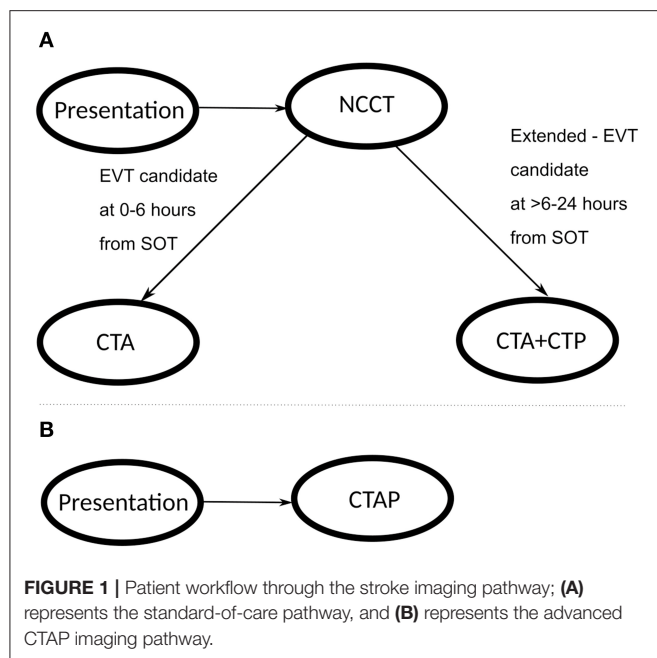 A
Presentation
NCCT
EVT candidate
at 0-6 hours
from SOT
Extended - EVT
candidate
at >6-24 hours
from SOT
CTA
CTA+CTP
B
Presentation
CTAP
FIGURE 1 | Patient workflow through the stroke imaging pathway; (A)
represents the standard-of-care pathway, and (B) represents the advanced
CTAP imaging pathway.